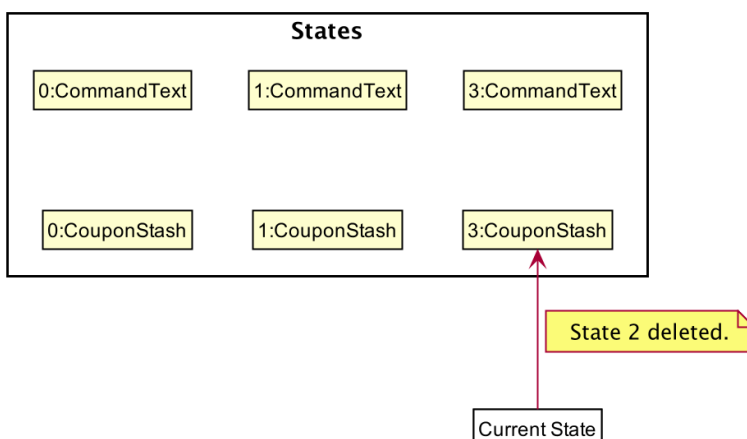 States
0:CommandText 1:CommandText 3:CommandText
0:CouponStash 1:CouponStash 3:CouponStash
State 2 deleted.
Current State